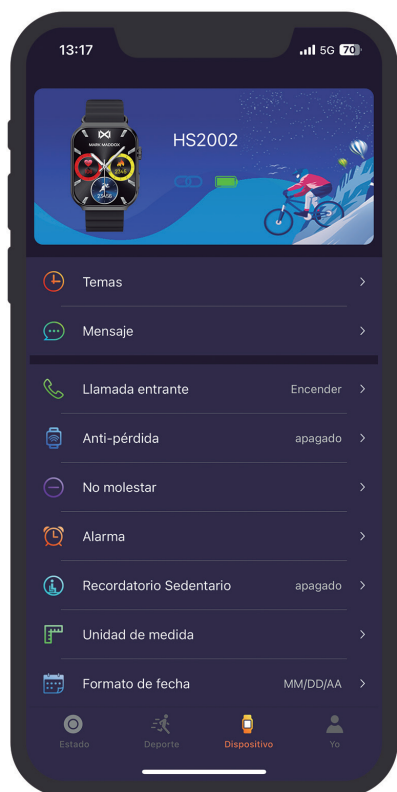 13:17
5G 70
MARK MADDOX
HS2002
Temas
Mensaje
Llamada entrante Encender
Anti-pérdida apagado
No molestar
Alarma
Recordatorio Sedentario apagado
Unidad de medida
Formato de fecha MM/DD/AA
Estado Deporte Dispositivo Yo